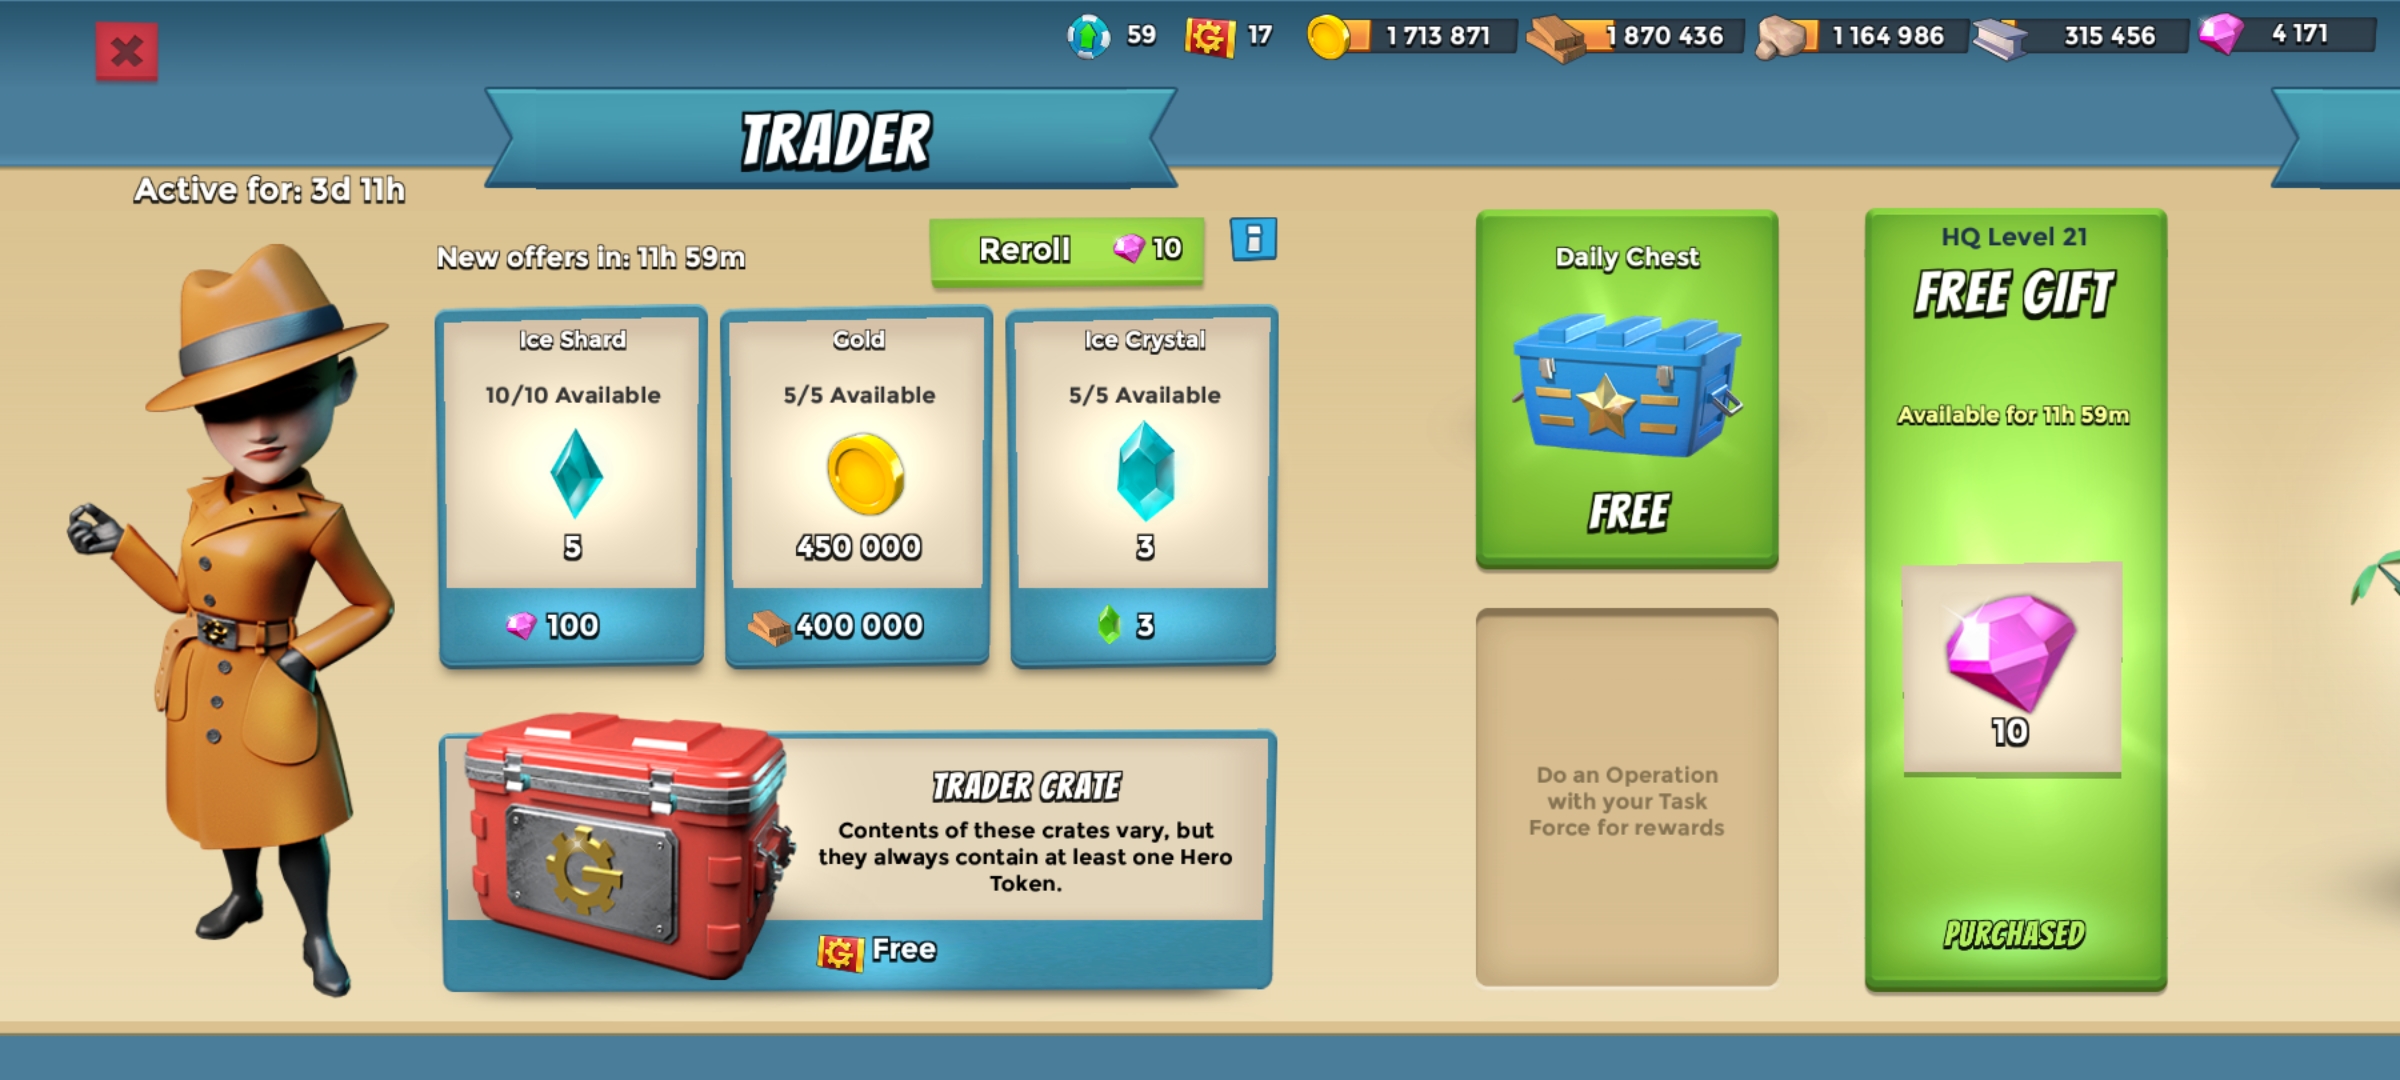 59
17
1 713 871
1 870 436
1 164 986
315 456
4 171
TRADER
Active for: 3d 11h
New offers in: 11h 59m
Reroll 10
Ice Shard
10/10 Available
5
100
Gold
5/5 Available
450 000
400 000
Ice Crystal
5/5 Available
3
3
TRADER CRATE
Contents of these crates vary, but
they always contain at least one Hero
Token.
G
G Free
Daily Chest
FREE
Do an Operation
with your Task
Force for rewards
HQ Level 21
FREE GIFT
Available for 11h 59m
10
PURCHASED